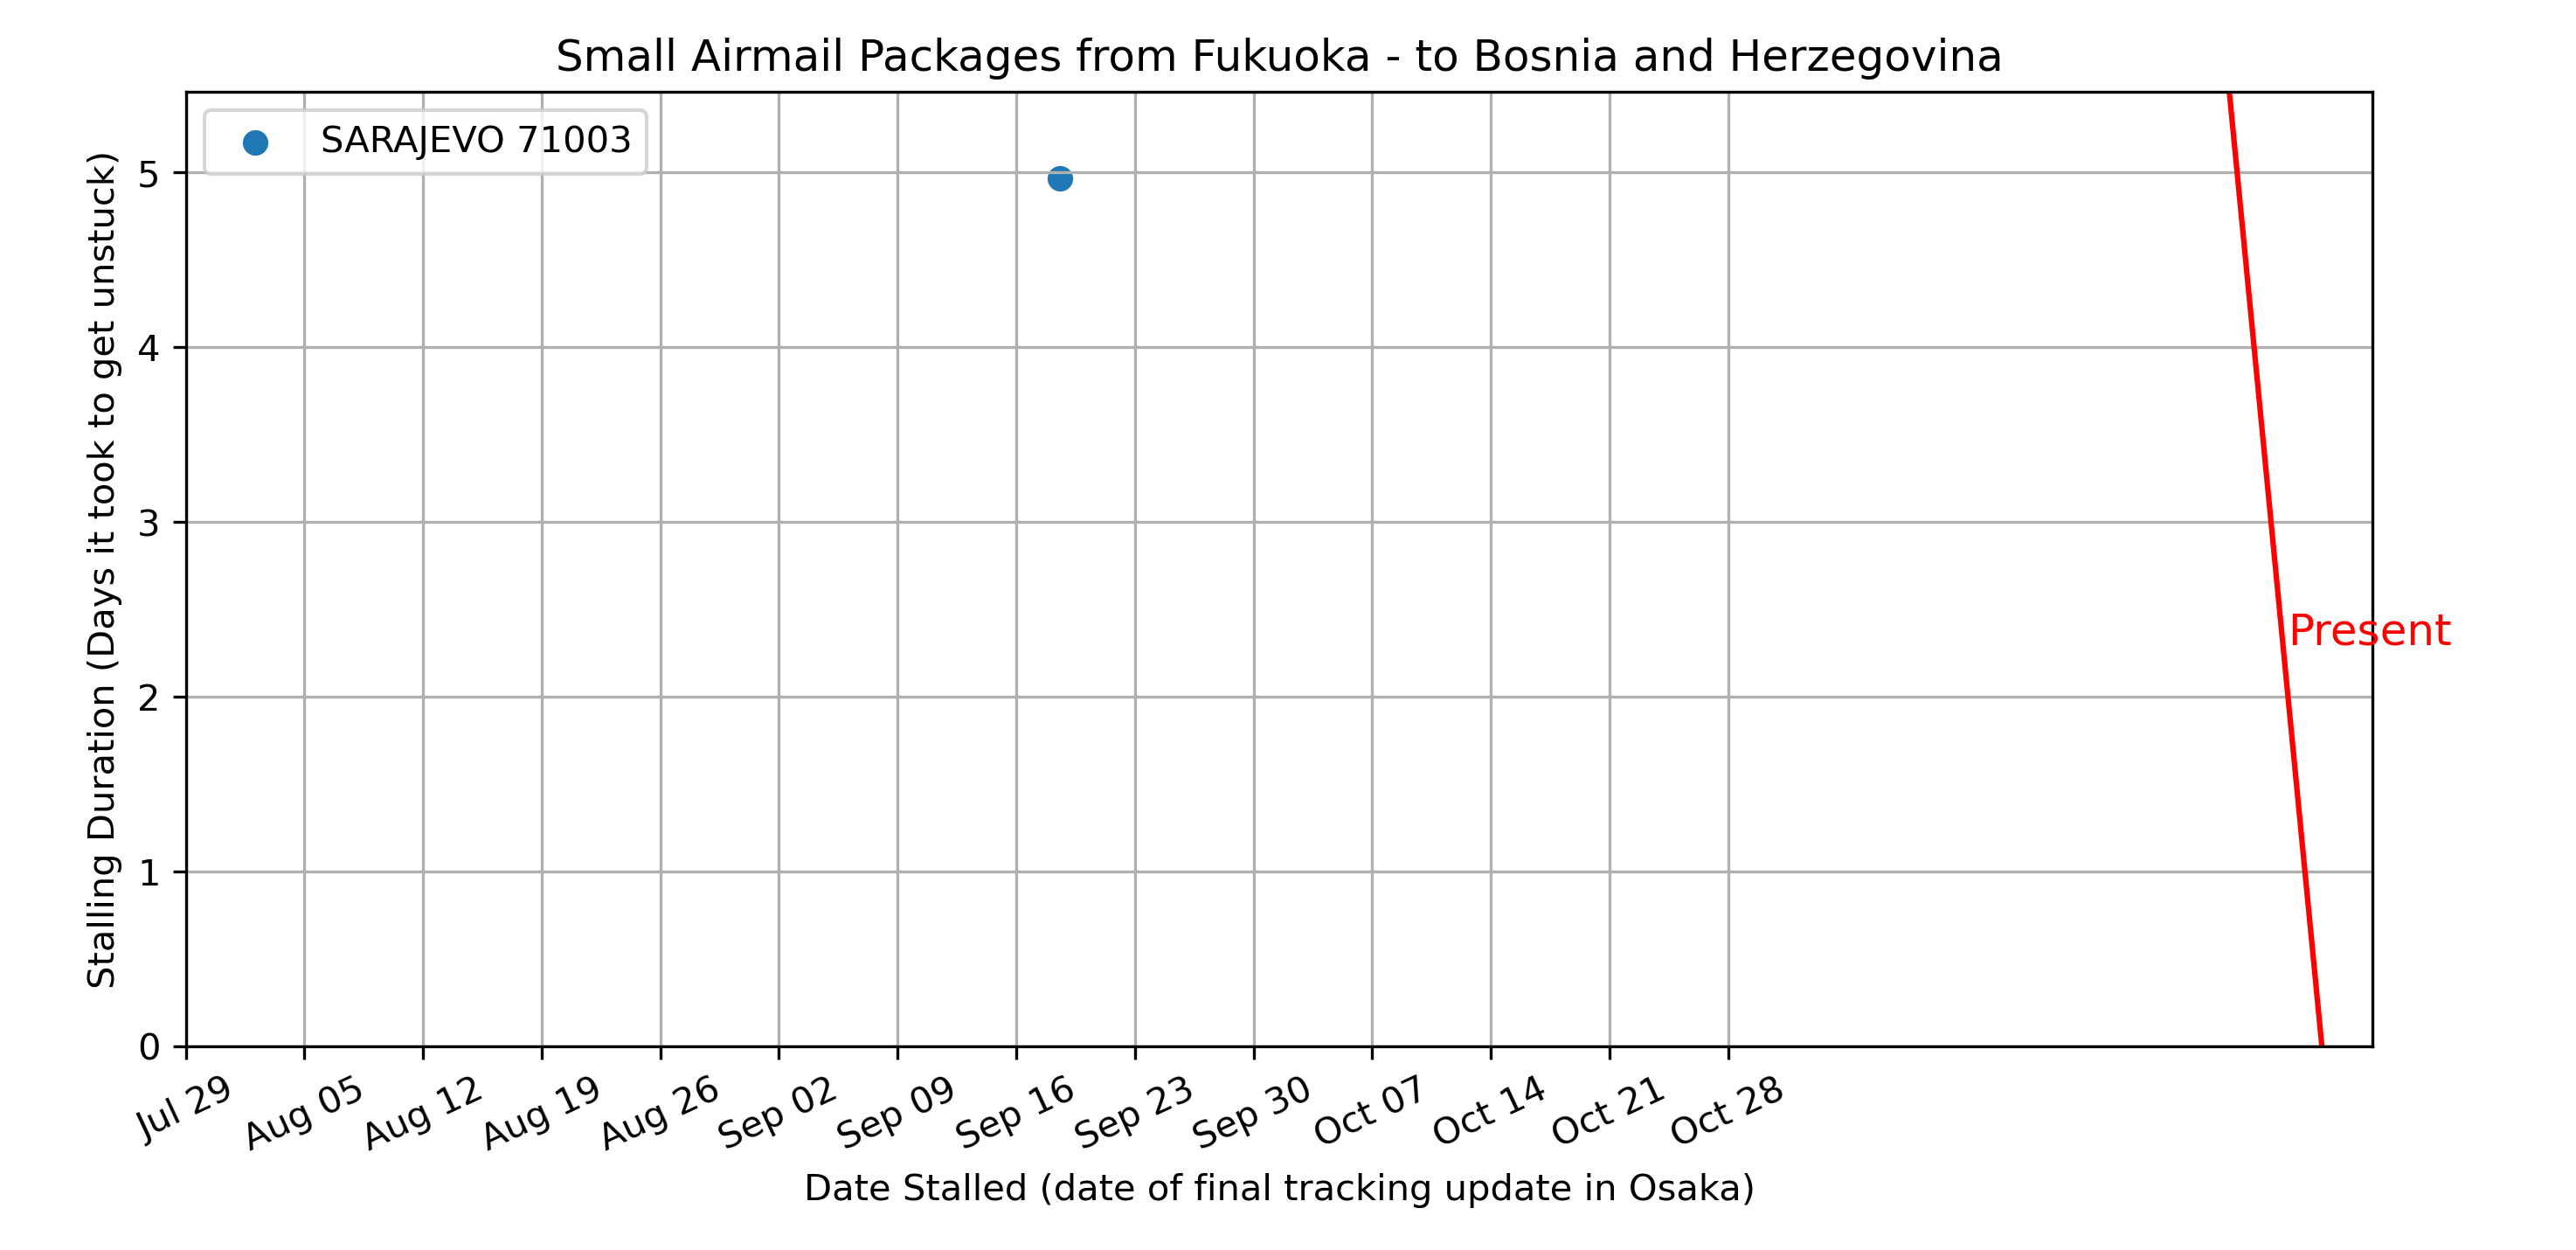 Small Airmail Packages from Fukuoka - to Bosnia and Herzegovina
SARAJEVO 71003
Stalling Duration (Days it took to get unstuck)
5
4
3
2
1
0
Present
Jul 29
Aug 05
Aug 12
Aug 19
Aug 26
Sep 02
Sep 09
Sep 16
Sep 23
Sep 30
Oct 07
Oct 14
Oct 21
Oct 28
Date Stalled (date of final tracking update in Osaka)